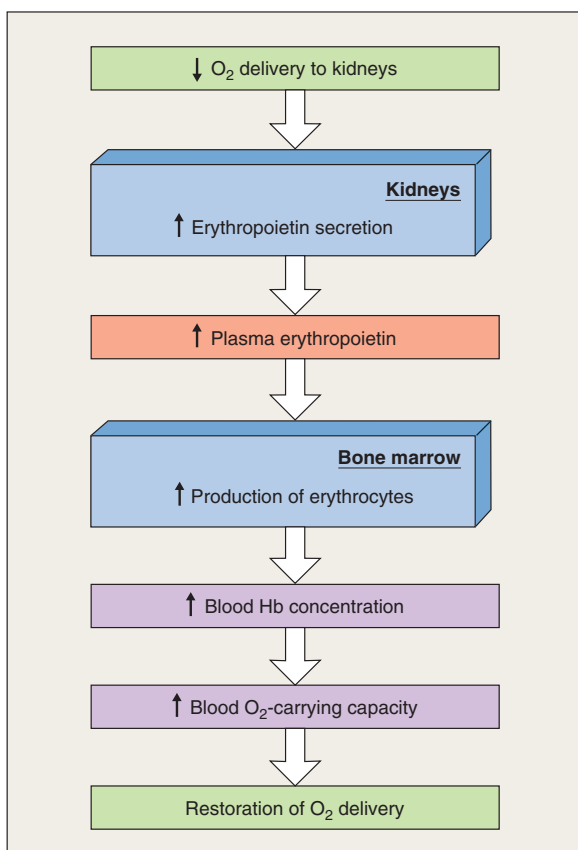 ↓ O₂ delivery to kidneys
Kidneys
↑ Erythropoietin secretion
↑ Plasma erythropoietin
Bone marrow
↑ Production of erythrocytes
↑ Blood Hb concentration
↑ Blood O₂-carrying capacity
Restoration of O₂ delivery